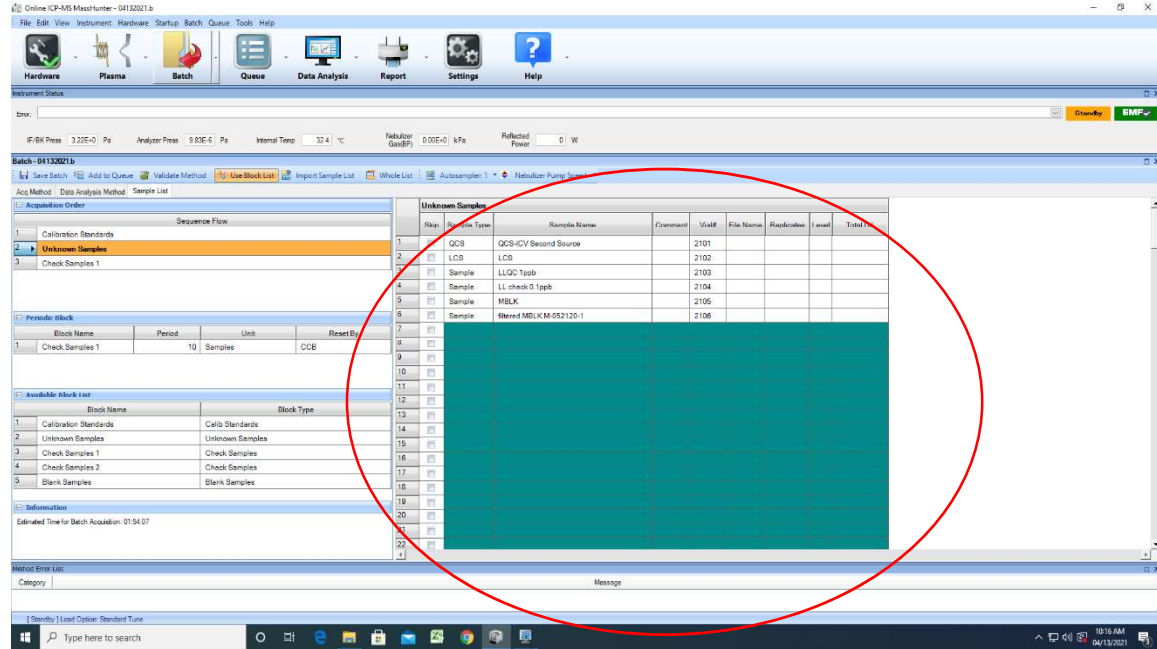 Online ICP-MS MassHunter - 04132021.b
File Edit View Instrument Hardware Startup Batch Queue Tools Help
Hardware Plasma Batch Queue Data Analysis Report Settings Help
Instrument Status
Error:
Standby EMF
IF/BK Press 3.22E+0 Pa Analyzer Press 9.83E-6 Pa Internal Temp 32.4 °C Nebulizer Gas(BP) 0.00E+0 kPa Reflected Power 0 W
Batch - 04132021.b
Save Batch Add to Queue Validate Method Use Block List Import Sample List Whole List Autosampler: 1 Nebulizer Pump Speed
Acq Method Data Analysis Method Sample List
Acquisition Order
Sequence Flow
1 Calibration Standards
2 Unknown Samples
3 Check Samples 1
Periodic Block
Block Name Period Unit Reset By
1 Check Samples 1 10 Samples CCB
Available Block List
Block Name Block Type
1 Calibration Standards Calib Standards
2 Unknown Samples Unknown Samples
3 Check Samples 1 Check Samples
4 Check Samples 2 Check Samples
5 Blank Samples Blank Samples
Information
Estimated Time for Batch Acquisition: 01:54:07
Unknown Samples
Skip Sample Type Sample Name Comment Vial# File Name Replicates Level Total Dil.
1 QCS QCS-ICV Second Source 2101
2 LCS LCS 2102
3 Sample LLQC 1ppb 2103
4 Sample LL check 0.1ppb 2104
5 Sample MBLK 2105
6 Sample filtered MBLK M-052120-1 2106
7
8
9
10
11
12
13
14
15
16
17
18
19
20
21
22
Method Error List
Category Message
[ Standby ] Load Option: Standard Tune
Type here to search
10:16 AM
04/13/2021